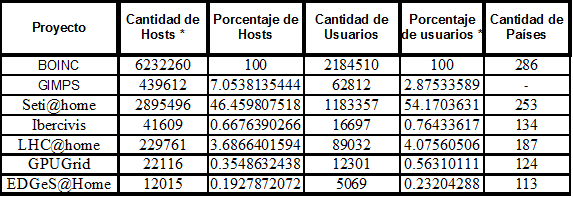 Proyecto Cantidad de Hosts * Porcentaje de Hosts Cantidad de Usuarios Porcentaje de usuarios * Cantidad de Países
BOINC 6232260 100 2184510 100 286
GIMPS 439612 7.0538135444 62812 2.87533589 -
Seti@home 2895496 46.459807518 1183357 54.1703631 253
Ibercivis 41609 0.6676390266 16697 0.76433617 134
LHC@home 229761 3.6866401594 89032 4.07560506 187
GPUGrid 22116 0.3548632438 12301 0.56310111 124
EDGeS@Home 12015 0.1927872072 5069 0.23204288 113